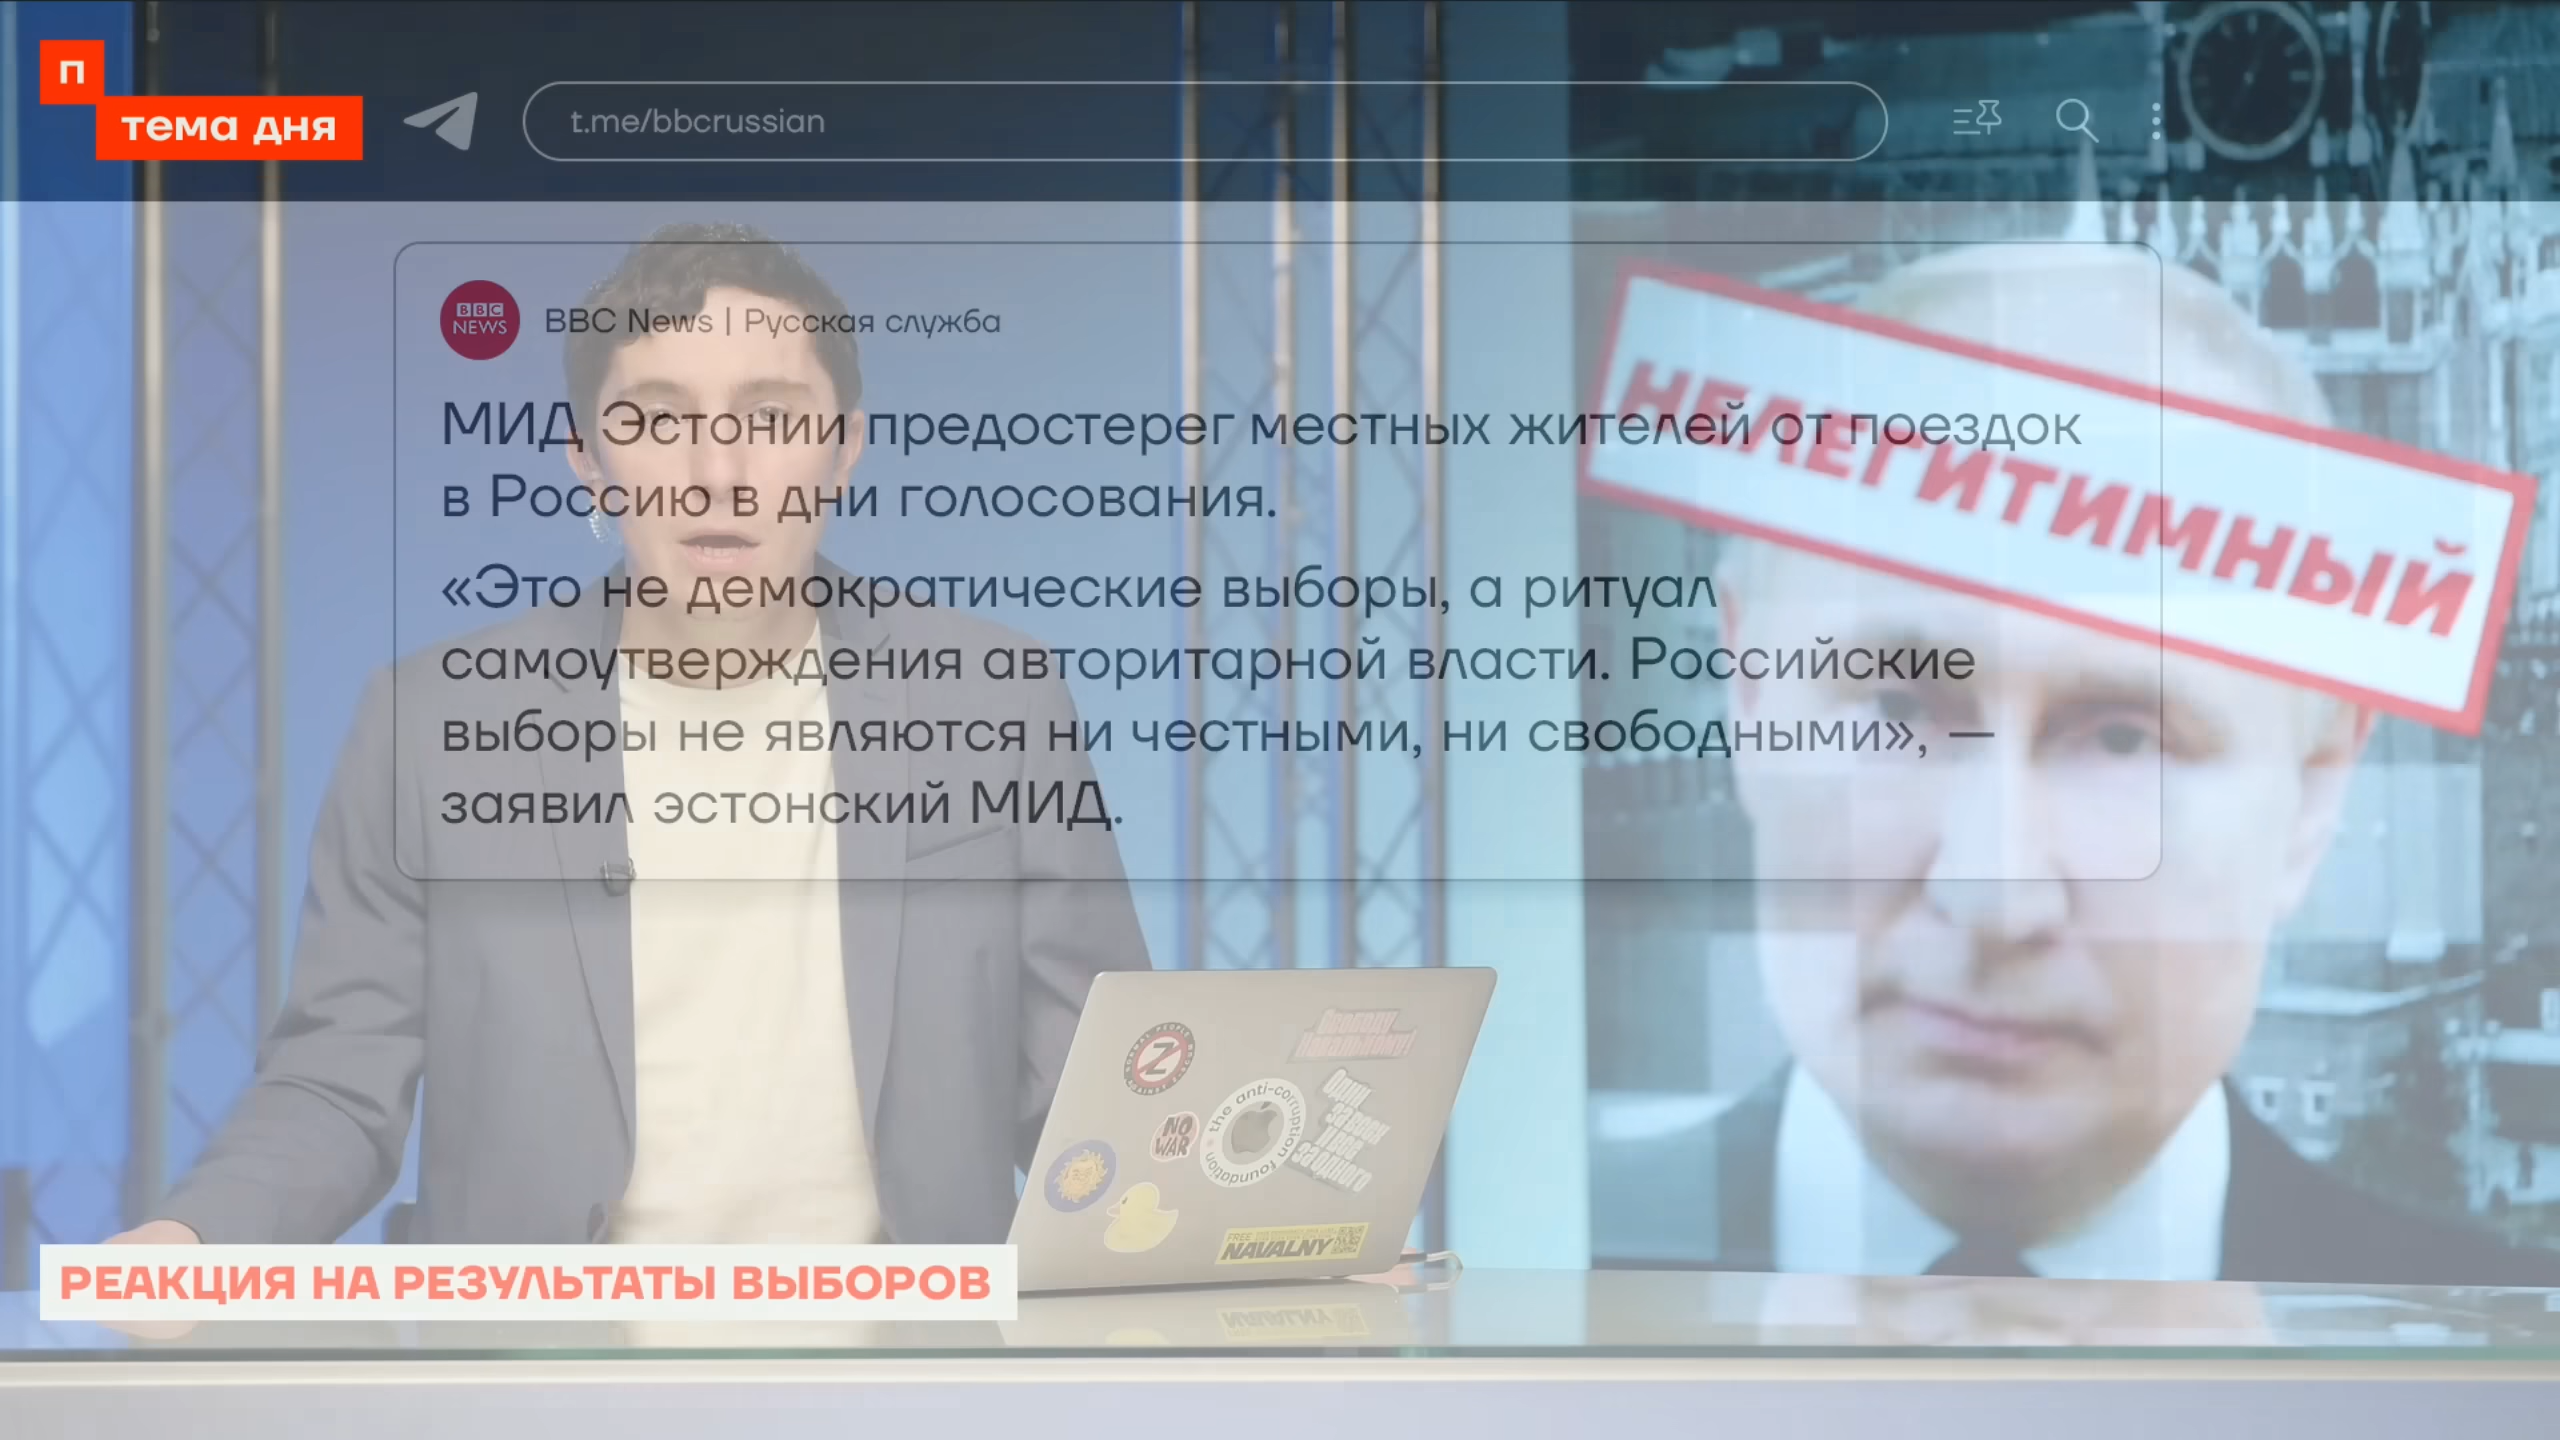 п
тема дня
t.me/bbcrussian
BBC NEWS
BBC News | Русская служба
МИД Эстонии предостерег местных жителей от поездок
в Россию в дни голосования.
«Это не демократические выборы, а ритуал
самоутверждения авторитарной власти. Российские
выборы не являются ни честными, ни свободными», —
заявил эстонский МИД.
НЕЛЕГИТИМНЫЙ
Z
NO
WAR
the anti-corruption foundation
FREE
NAVALNY
РЕАКЦИЯ НА РЕЗУЛЬТАТЫ ВЫБОРОВ